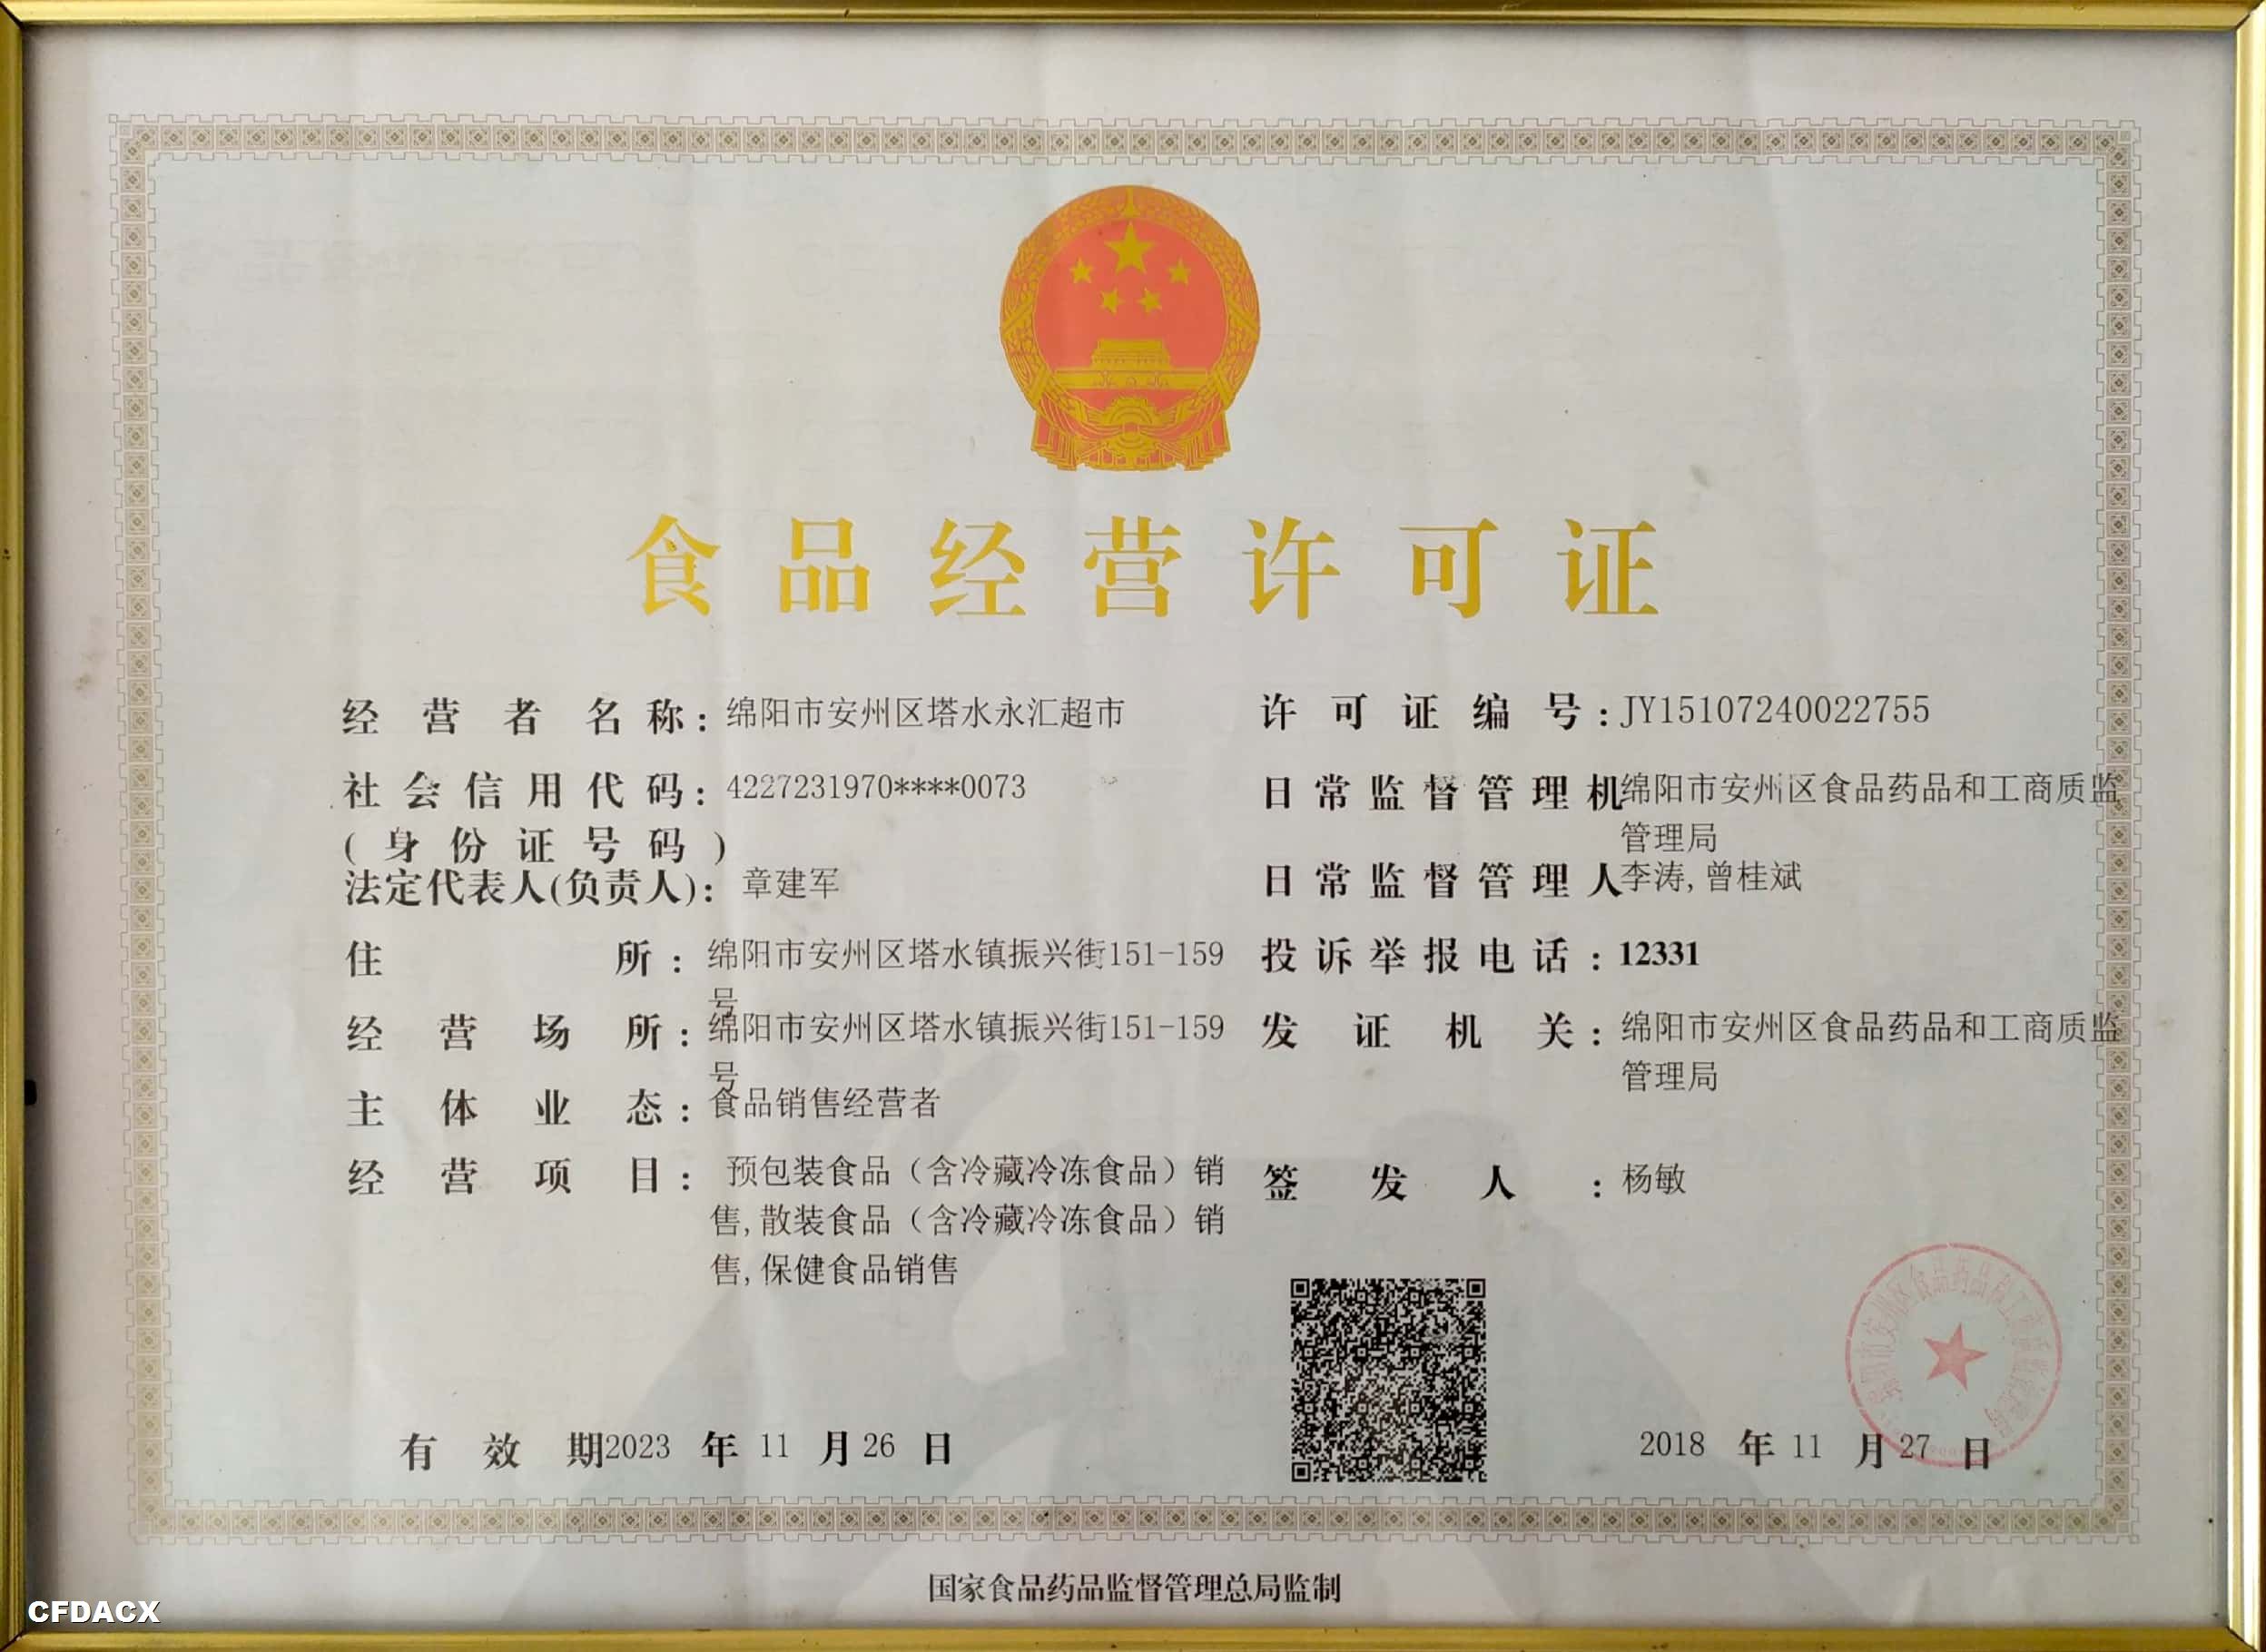 食品经营许可证
经营者名称：绵阳市安州区塔水永汇超市
社会信用代码：4227231970****0073
(身份证号码)
法定代表人(负责人)：章建军
住所：绵阳市安州区塔水镇振兴街151-159
号
经营场所：绵阳市安州区塔水镇振兴街151-159
号
主体业态：食品销售经营者
经营项目：预包装食品（含冷藏冷冻食品）销
售,散装食品（含冷藏冷冻食品）销
售,保健食品销售
许可证编号：JY15107240022755
日常监督管理机绵阳市安州区食品药品和工商质监
管理局
日常监督管理人李涛,曾桂斌
投诉举报电话：12331
发证机关：绵阳市安州区食品药品和工商质监
管理局
签发人：杨敏
有效期2023年11月26日
2018年11月27日
国家食品药品监督管理总局监制
CFDACX